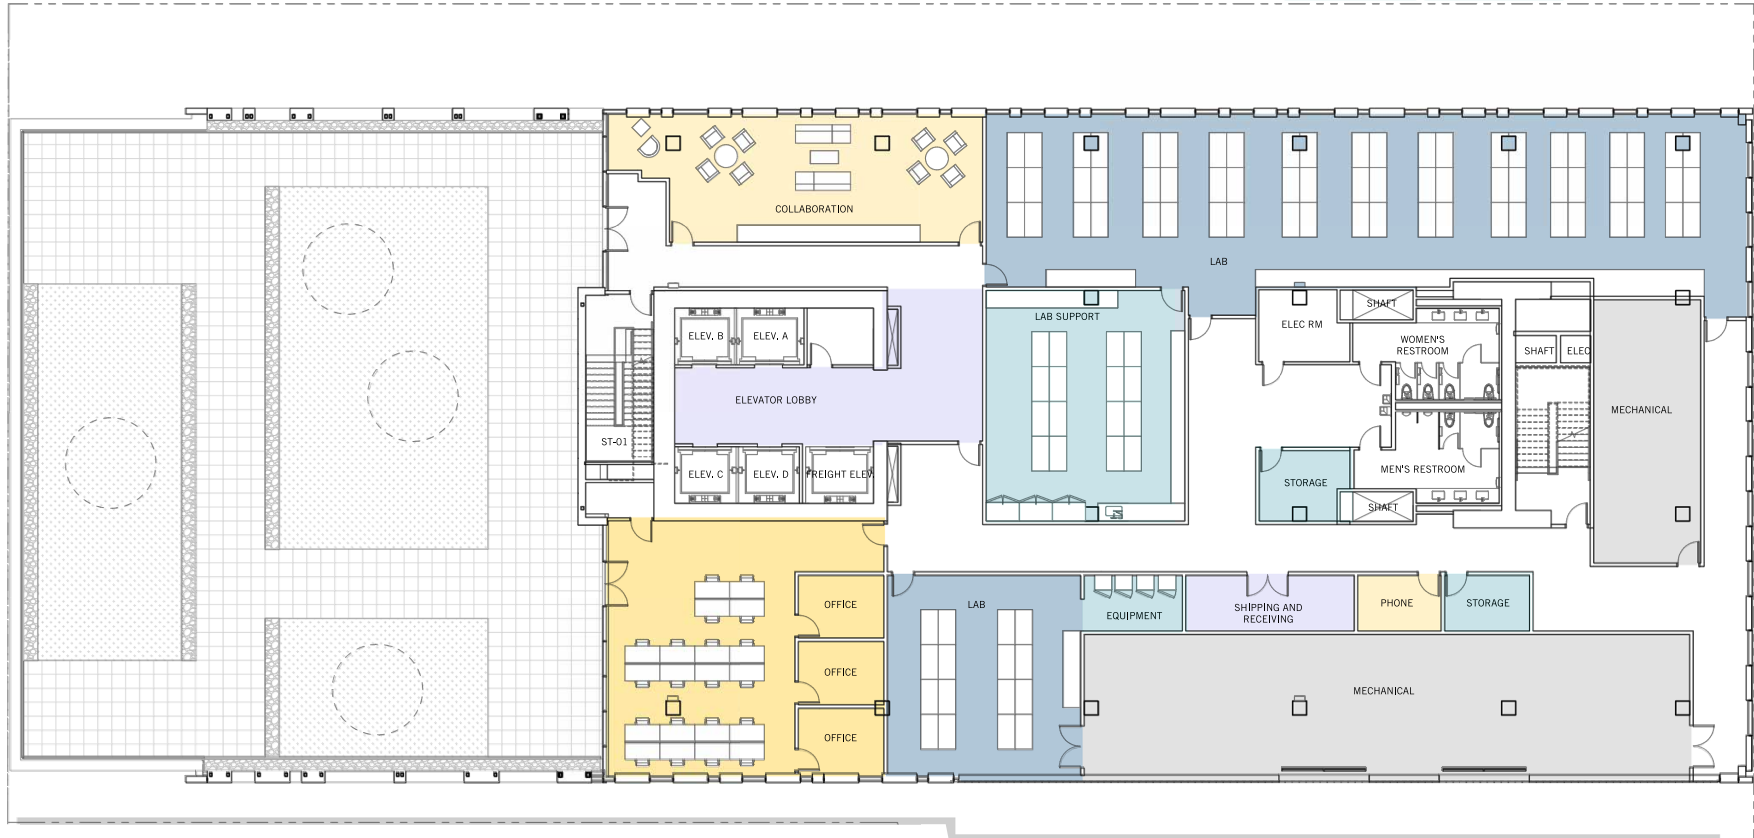 COLLABORATION
LAB
LAB SUPPORT
SHAFT
ELEC RM
ELEV. B
ELEV. A
WOMEN'S
RESTROOM
SHAFT
ELEC
ELEVATOR LOBBY
MECHANICAL
ST-01
ELEV. C
ELEV. D
FREIGHT ELEV.
MEN'S RESTROOM
STORAGE
SHAFT
OFFICE
LAB
EQUIPMENT
SHIPPING AND
RECEIVING
PHONE
STORAGE
OFFICE
MECHANICAL
OFFICE